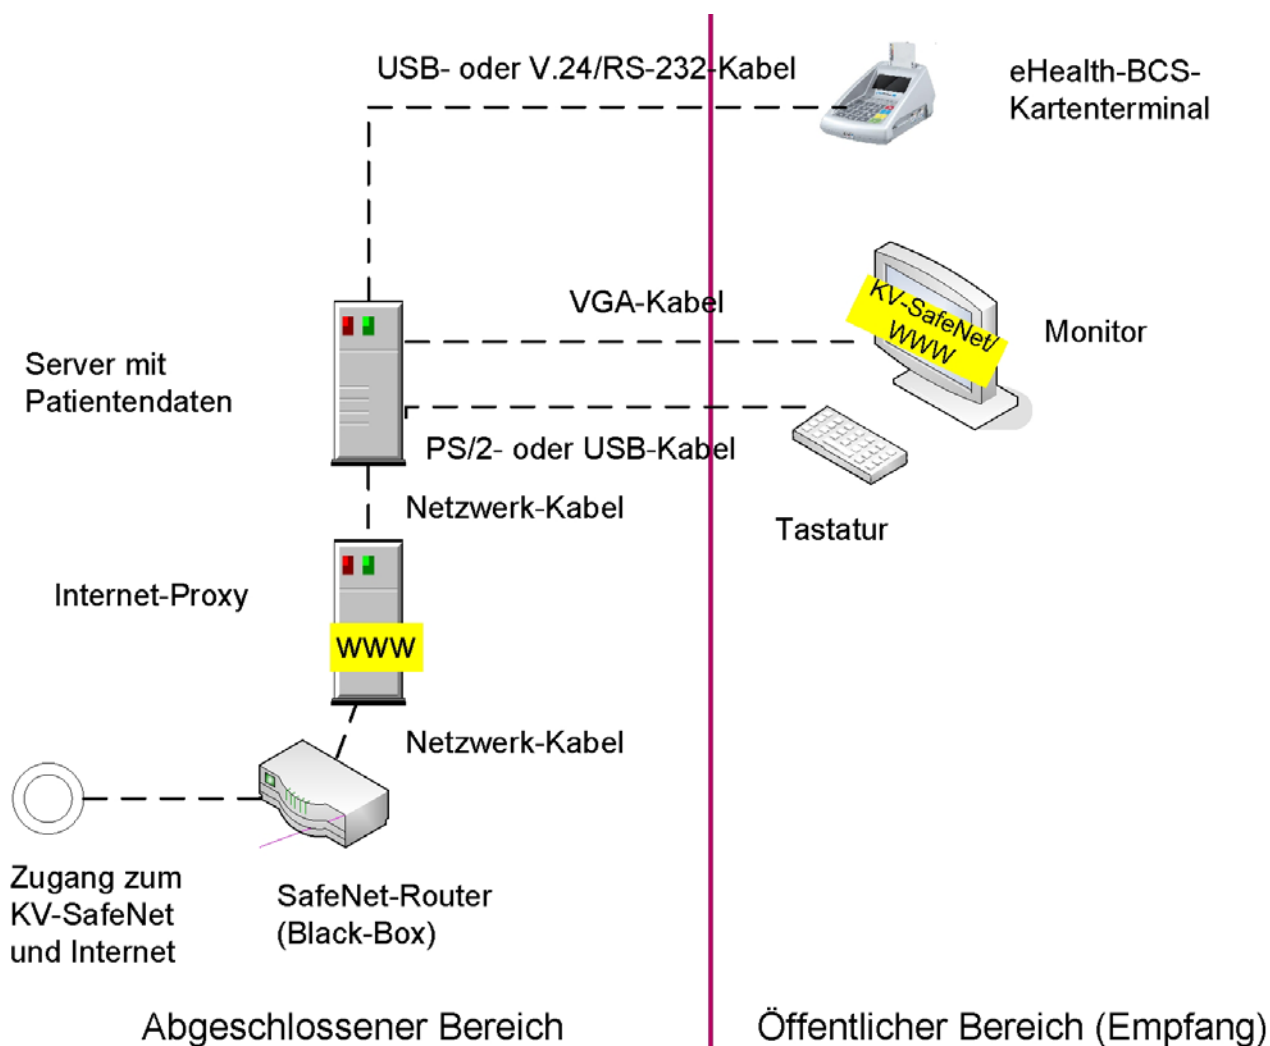 USB- oder V.24/RS-232-Kabel
eHealth-BCS-
Kartenterminal
VGA-Kabel
KV-SafeNet/
WWW
Monitor
Server mit
Patientendaten
PS/2- oder USB-Kabel
Netzwerk-Kabel
Tastatur
Internet-Proxy
WWW
Netzwerk-Kabel
Zugang zum
KV-SafeNet
und Internet
SafeNet-Router
(Black-Box)
Abgeschlossener Bereich
Öffentlicher Bereich (Empfang)